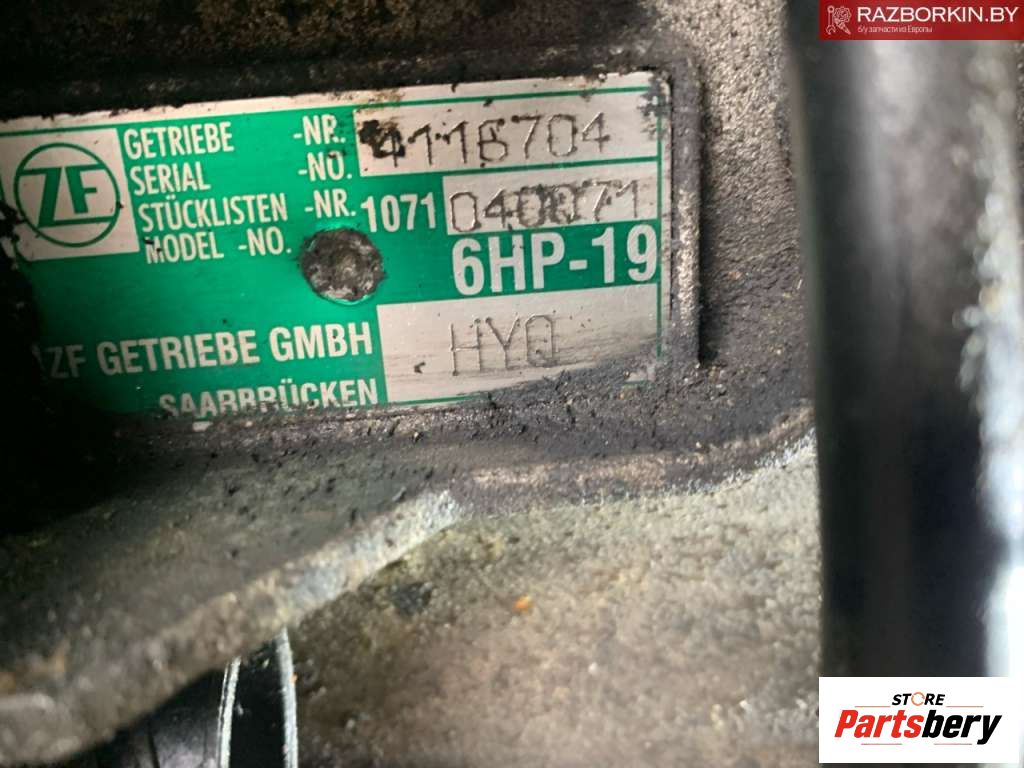 RAZBORKIN.BY
б/у запчасти из Европы
ZF
GETRIEBE -NR. 4116704
SERIAL -NO.
STÜCKLISTEN -NR. 1071 040071
MODEL -NO.
6HP-19
ZF GETRIEBE GMBH HYQ
SAARBRÜCKEN
STORE
Partsbery